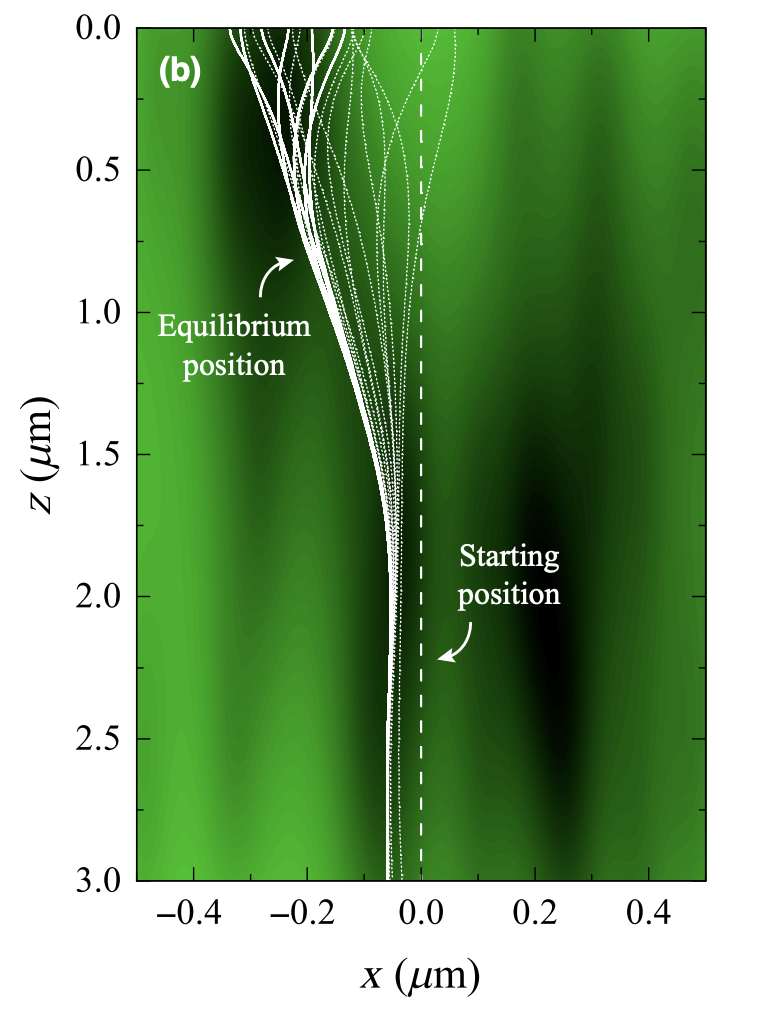 (b)
0.0
0.5
1.0
1.5
2.0
2.5
3.0
z (μm)
Equilibrium
position
Starting
position
−0.4
−0.2
0.0
0.2
0.4
x (μm)